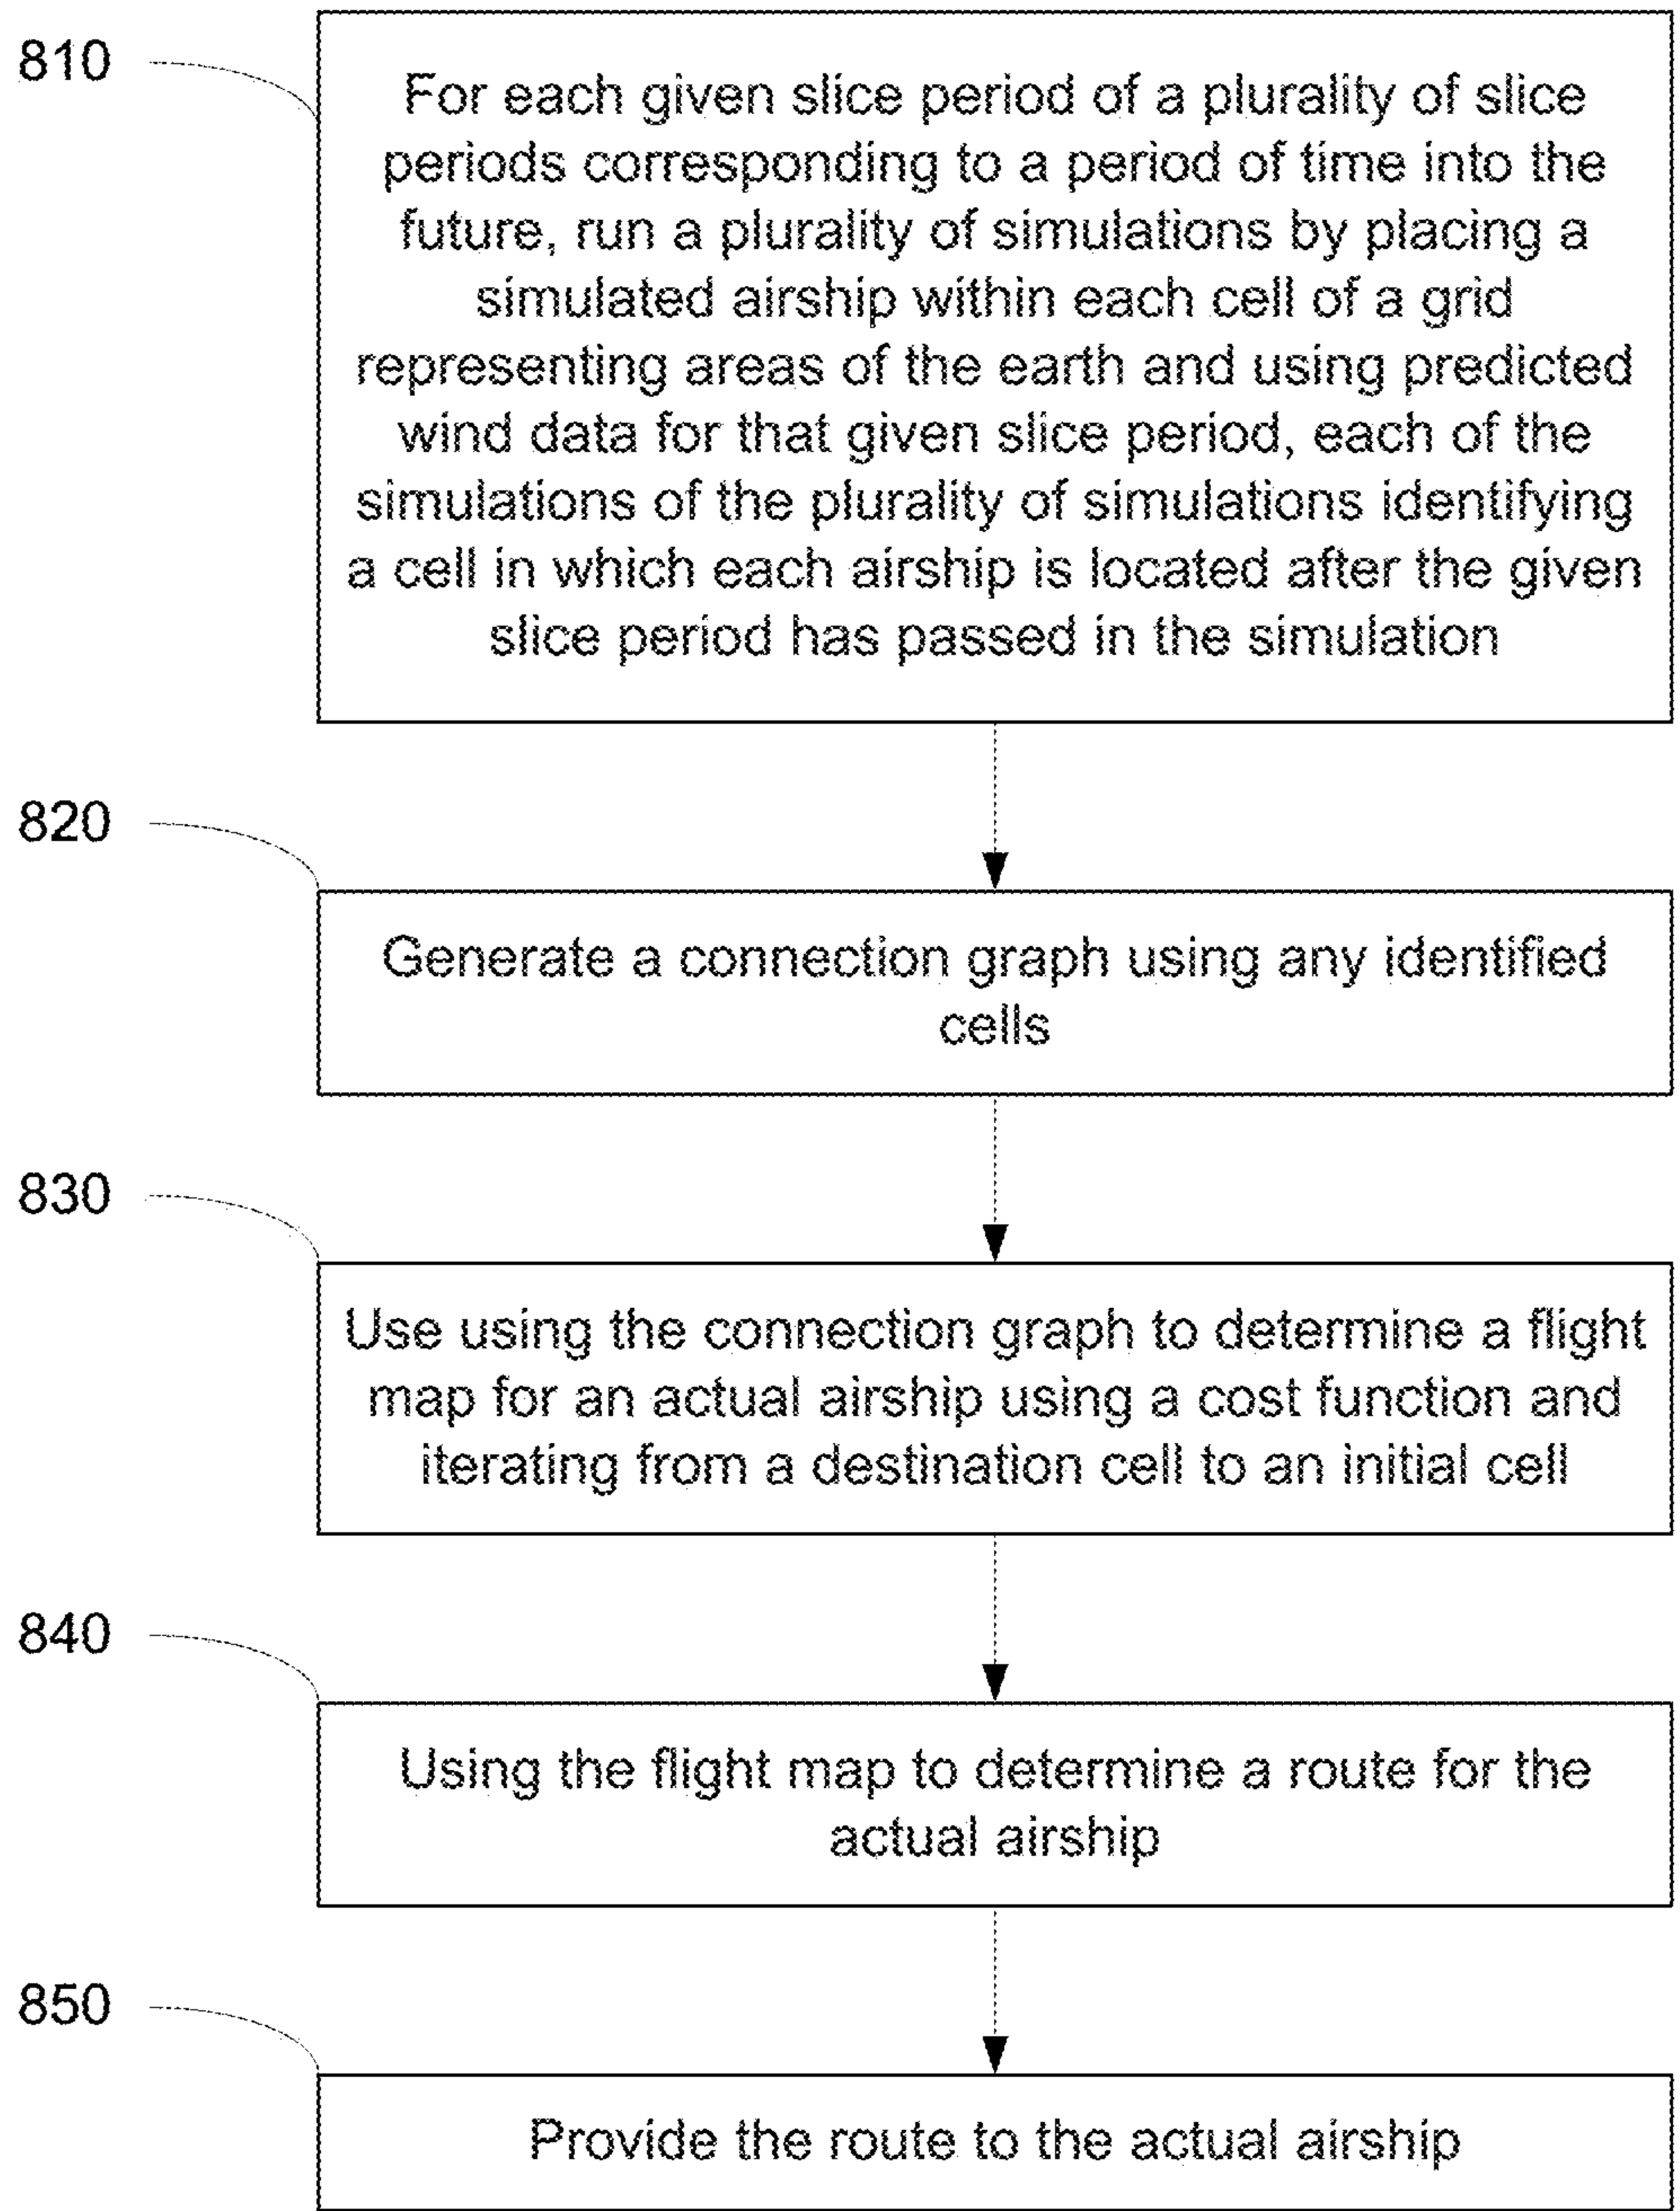 810
For each given slice period of a plurality of slice
periods corresponding to a period of time into the
future, run a plurality of simulations by placing a
simulated airship within each cell of a grid
representing areas of the earth and using predicted
wind data for that given slice period, each of the
simulations of the plurality of simulations identifying
a cell in which each airship is located after the given
slice period has passed in the simulation
820
Generate a connection graph using any identified
cells
830
Use using the connection graph to determine a flight
map for an actual airship using a cost function and
iterating from a destination cell to an initial cell
840
Using the flight map to determine a route for the
actual airship
850
Provide the route to the actual airship